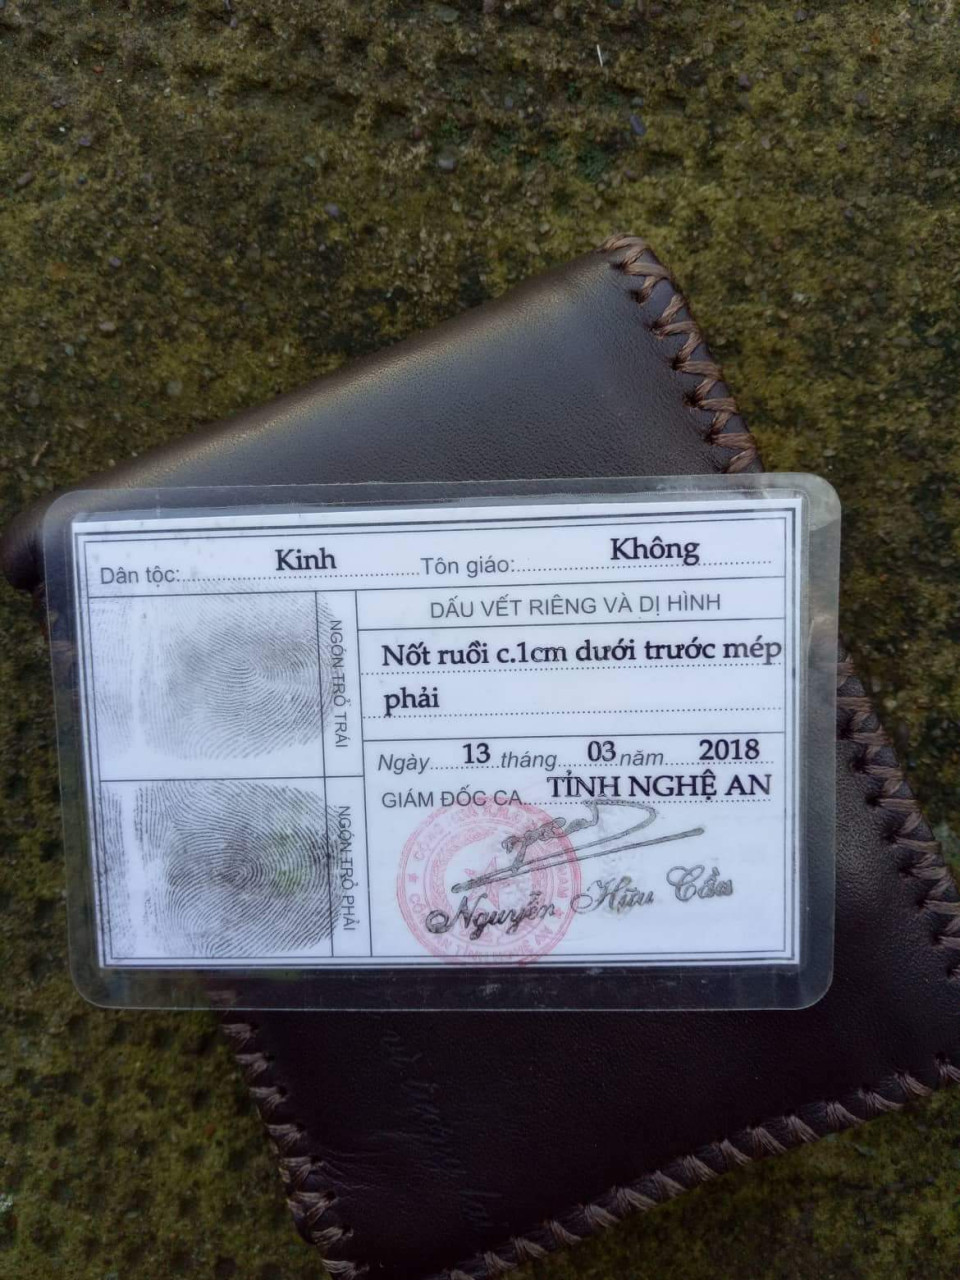 Dân tộc: Kinh Tôn giáo: Không
DẤU VẾT RIÊNG VÀ DỊ HÌNH
Nốt ruồi c.1cm dưới trước mép
phải
NGÓN TRỎ TRÁI
NGÓN TRỎ PHẢI
Ngày 13 tháng 03 năm 2018
GIÁM ĐỐC CA TỈNH NGHỆ AN
Nguyễn Hữu Cầu